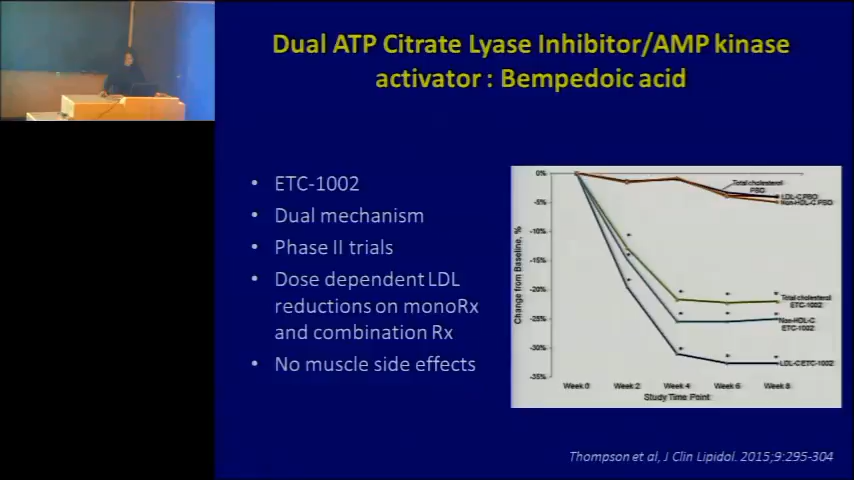 Dual ATP Citrate Lyase Inhibitor/AMP kinase
activator : Bempedoic acid
• ETC-1002
• Dual mechanism
• Phase II trials
• Dose dependent LDL
reductions on monoRx
and combination Rx
• No muscle side effects
Change from Baseline, %
0%
-5%
-10%
-15%
-20%
-25%
-30%
-35%
Total cholesterol
PBO
LDL-C PBO
Non-HDL-C PBO
Total cholesterol
ETC-1002
Non-HDL-C
ETC-1002
LDL-C ETC-1002
Week 0 Week 2 Week 4 Week 6 Week 8
Study Time Point
Thompson et al, J Clin Lipidol. 2015;9:295-304